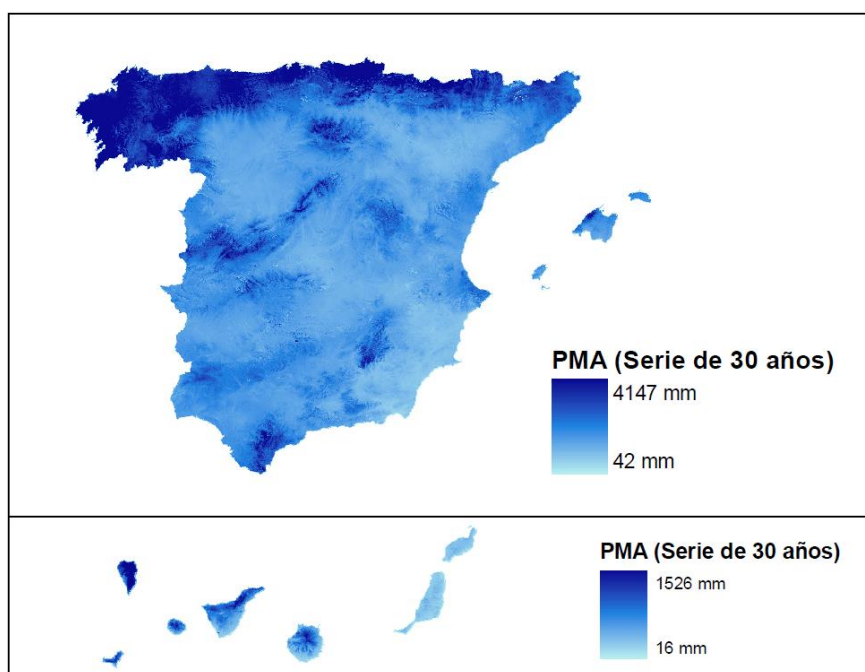 PMA (Serie de 30 años)
4147 mm
42 mm
PMA (Serie de 30 años)
1526 mm
16 mm